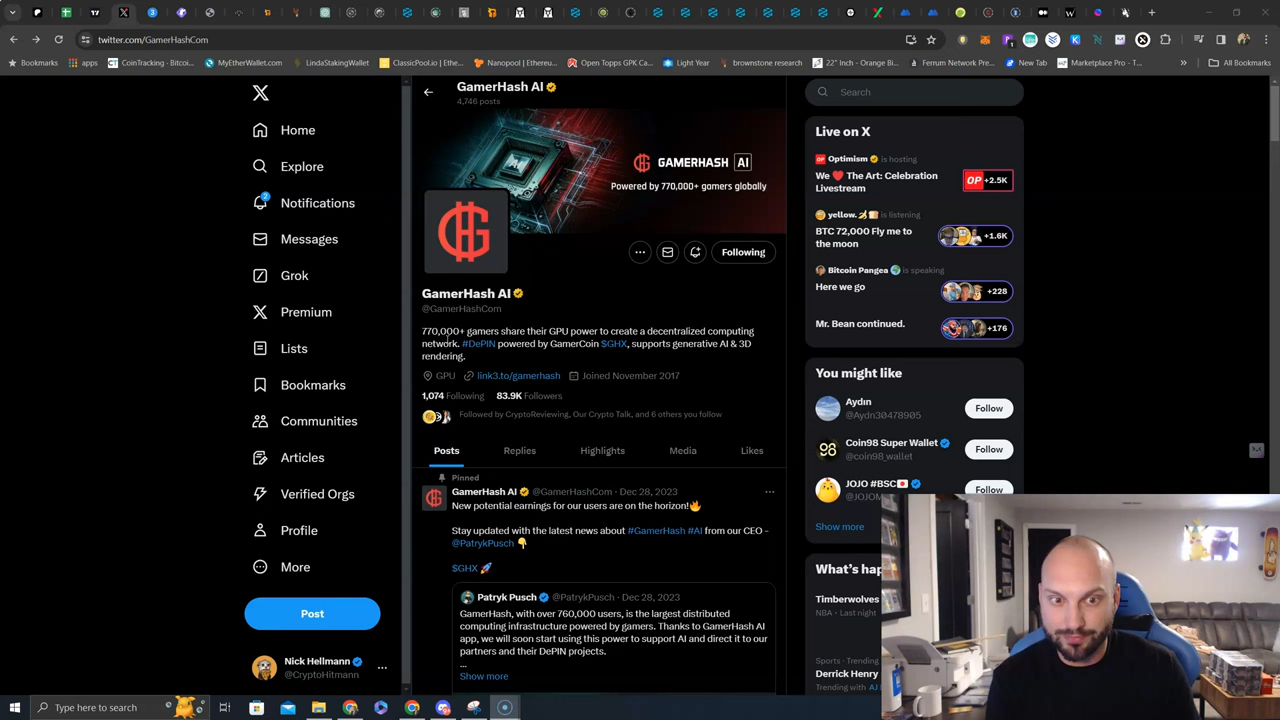 twitter.com/GamerHashCom
Bookmarks
apps
CoinTracking · Bitcoi...
MyEtherWallet.com
LindaStakingWallet
ClassicPool.io | Ethe...
Nanopool | Ethereu...
Open Topps GPK Ca...
Light Year
brownstone research
22" Inch - Orange Bi...
Ferrum Network Pre...
New Tab
Marketplace Pro - T...
All Bookmarks
Home
Explore
2
Notifications
Messages
Grok
Premium
Lists
Bookmarks
Communities
Articles
Verified Orgs
Profile
More
Post
Nick Hellmann
@CryptoHitmann
GamerHash AI
4,746 posts
AI
GAMERHASH AI
Powered by 770,000+ gamers globally
Following
GamerHash AI
@GamerHashCom
770,000+ gamers share their GPU power to create a decentralized computing
network. #DePIN powered by GamerCoin $GHX, supports generative AI & 3D
rendering.
GPU link3.to/gamerhash Joined November 2017
1,074 Following 83.9K Followers
Followed by CryptoReviewing, Our Crypto Talk, and 6 others you follow
Posts Replies Highlights Media Likes
Pinned
GamerHash AI @GamerHashCom · Dec 28, 2023
New potential earnings for our users are on the horizon!🔥
Stay updated with the latest news about #GamerHash #AI from our CEO -
@PatrykPusch 👇
$GHX 🚀
Patryk Pusch @PatrykPusch · Dec 28, 2023
GamerHash, with over 760,000 users, is the largest distributed
computing infrastructure powered by gamers. Thanks to GamerHash AI
app, we will soon start using this power to support AI and direct it to our
partners and their DePIN projects.
...
Show more
Search
Live on X
OP Optimism is hosting
We ❤️ The Art: Celebration
Livestream
OP +2.5K
yellow. is listening
BTC 72,000 Fly me to
the moon
+1.6K
Bitcoin Pangea is speaking
Here we go
+228
Mr. Bean continued.
+176
You might like
Aydın
@Aydn30478905
Follow
Coin98 Super Wallet
@coin98_wallet
Follow
JOJO #BSC🇯🇵
@JOJOM
Follow
Show more
What's hap
Timberwolves
NBA · Last night
Sports · Trending
Derrick Henry
Trending with AJ
Type here to search